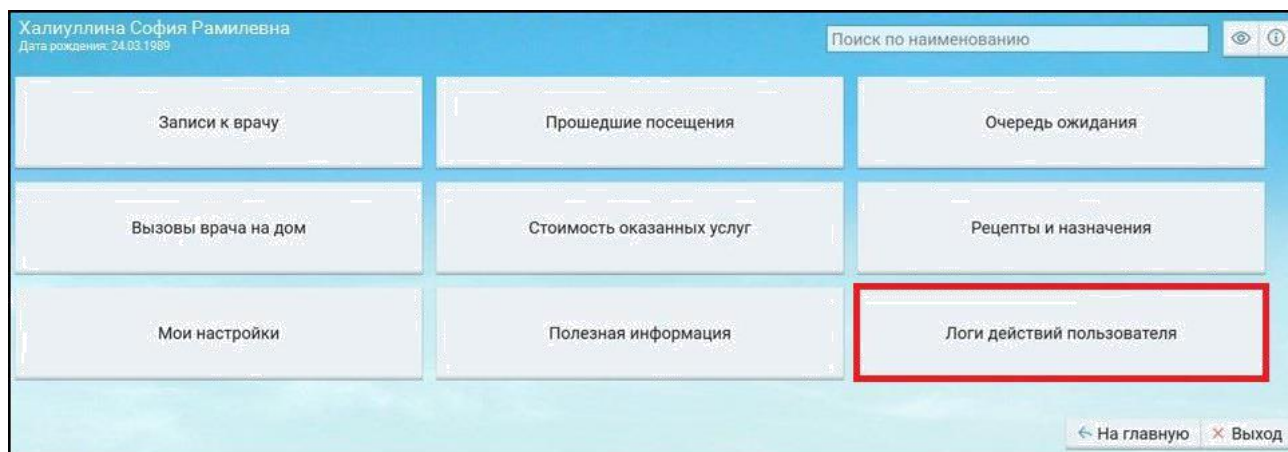 Халиуллина София Рамилевна
Дата рождения: 24.03.1989
Поиск по наименованию
Записи к врачу
Прошедшие посещения
Очередь ожидания
Вызовы врача на дом
Стоимость оказанных услуг
Рецепты и назначения
Мои настройки
Полезная информация
Логи действий пользователя
На главную
Выход